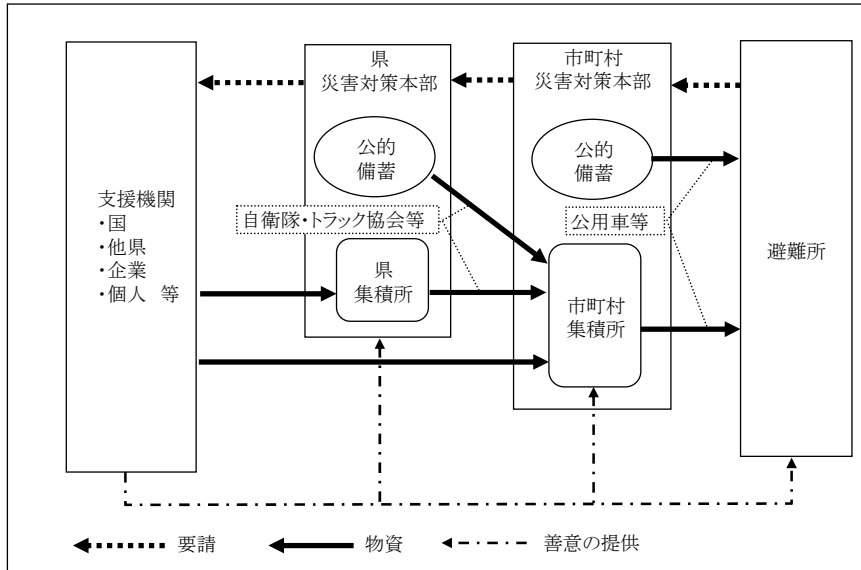 支援機関
・国
・他県
・企業
・個人　等
県
災害対策本部
公的
備蓄
自衛隊・トラック協会等
県
集積所
市町村
災害対策本部
公的
備蓄
公用車等
市町村
集積所
避難所
要請
物資
善意の提供